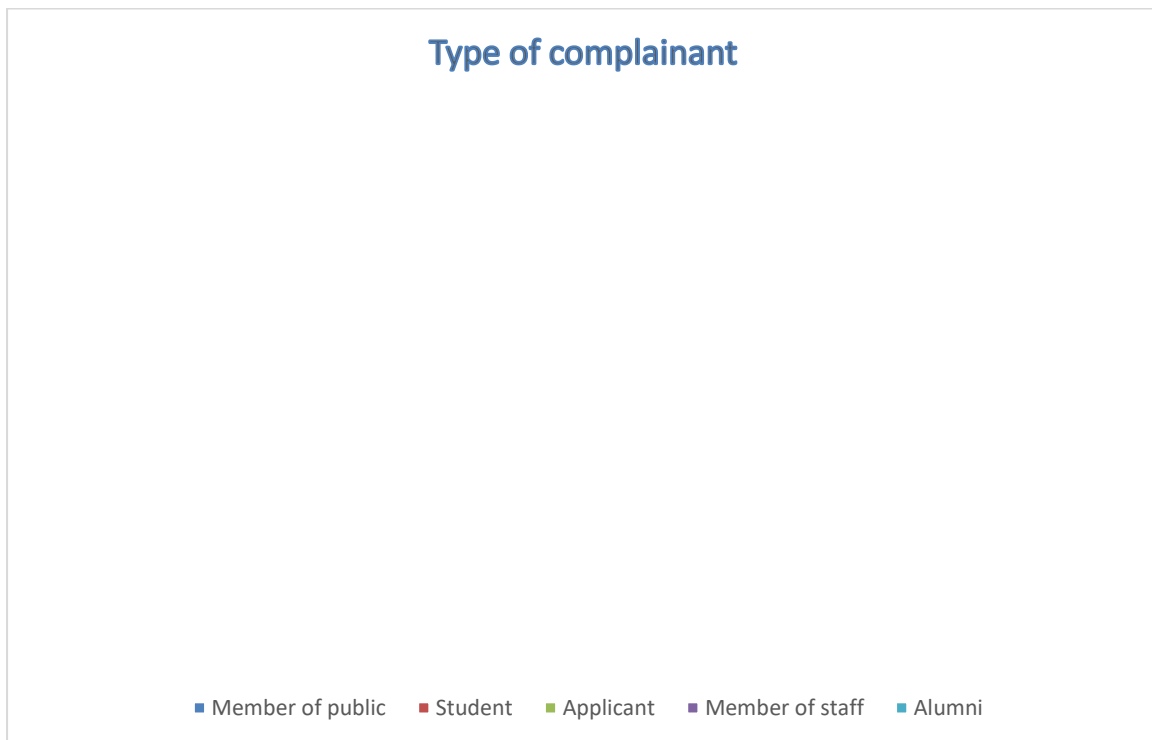 Type of complainant
Member of public Student Applicant Member of staff Alumni